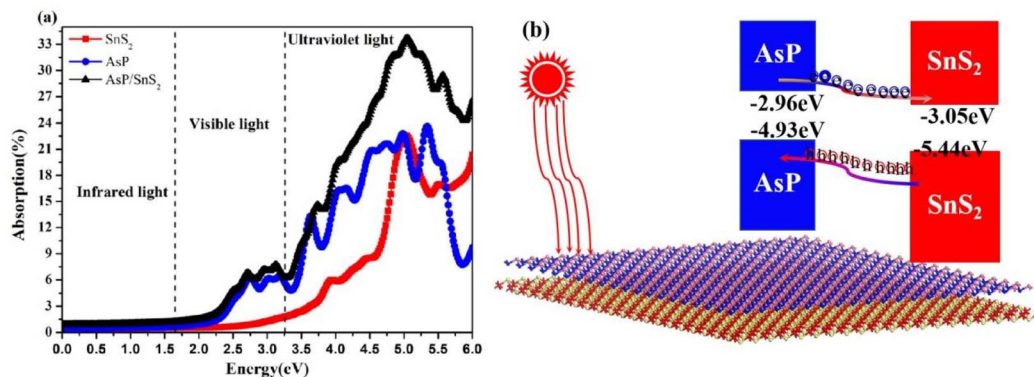 (a)
SnS₂
AsP
AsP/SnS₂
Ultraviolet light
Visible light
Infrared light
Absorption(%)
33
30
27
24
21
18
15
12
9
6
3
0
0.0 0.5 1.0 1.5 2.0 2.5 3.0 3.5 4.0 4.5 5.0 5.5 6.0
Energy(eV)
(b)
AsP
SnS₂
e e e e e e e e e
-2.96eV
-3.05eV
-4.93eV
-5.44eV
h h h h h h h h h
AsP
SnS₂